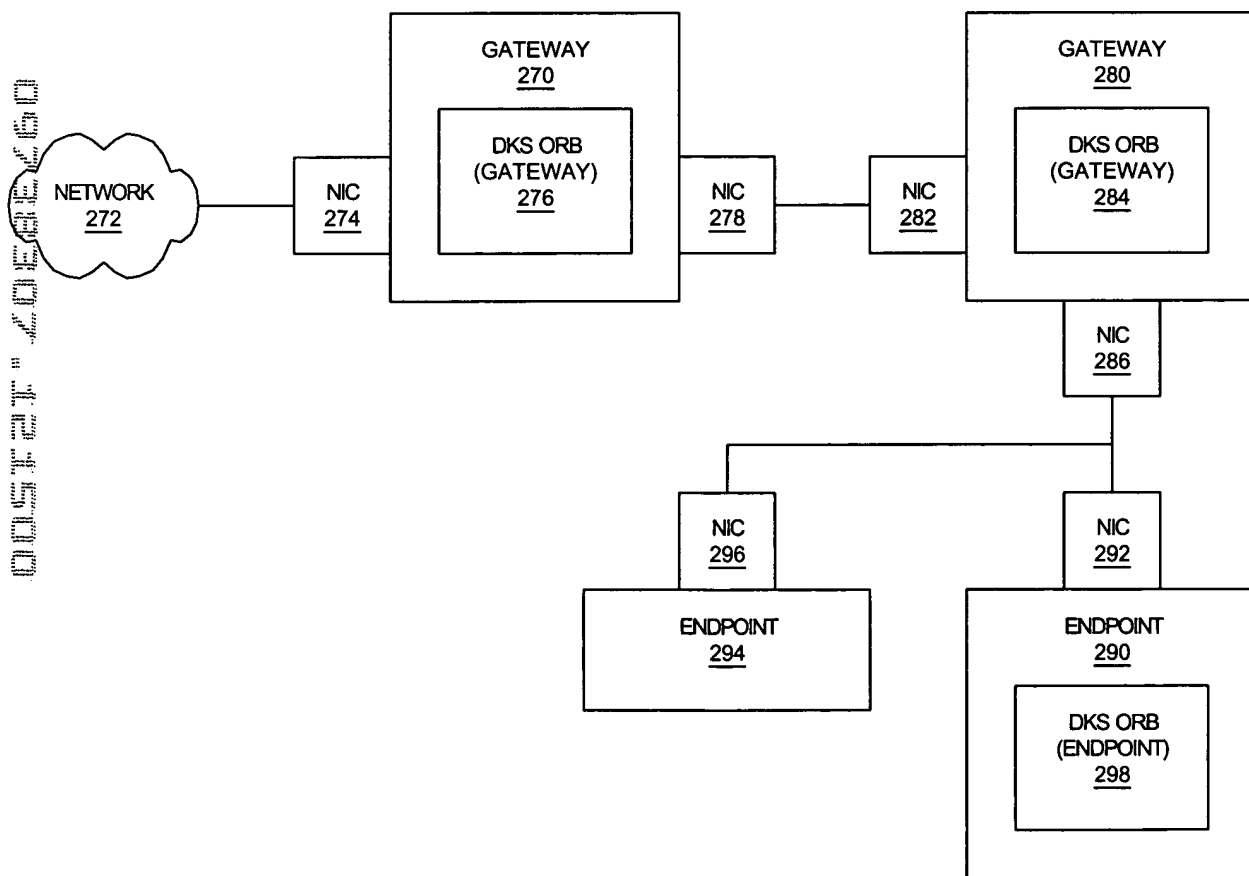 GATEWAY
270
DKS ORB
(GATEWAY)
276
NETWORK
272
NIC
274
NIC
278
NIC
282
GATEWAY
280
DKS ORB
(GATEWAY)
284
NIC
286
NIC
296
NIC
292
ENDPOINT
294
ENDPOINT
290
DKS ORB
(ENDPOINT)
298